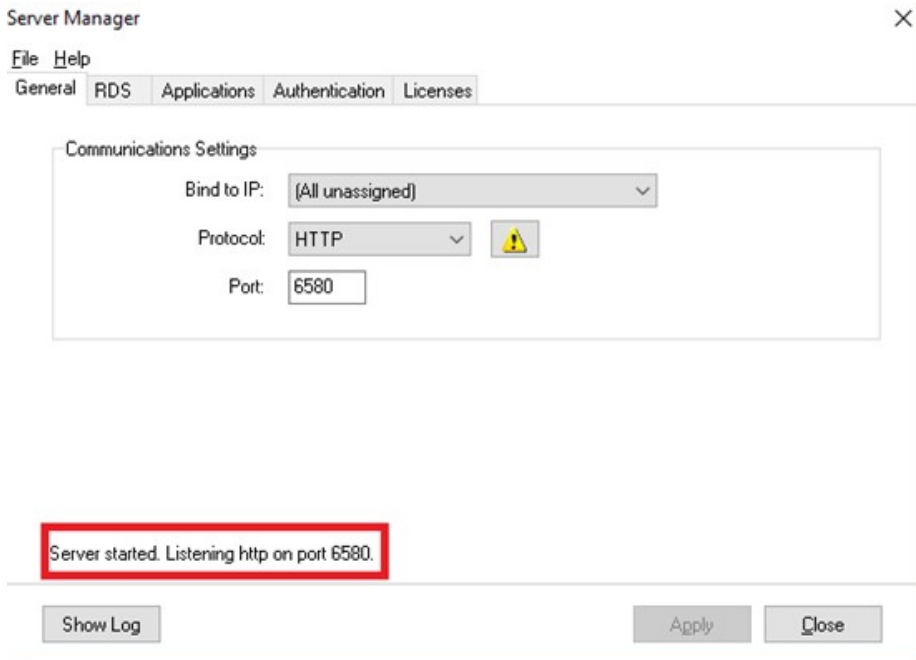 Server Manager
File Help
General RDS Applications Authentication Licenses
Communications Settings
Bind to IP: (All unassigned)
Protocol: HTTP
Port: 6580
Server started. Listening http on port 6580.
Show Log Apply Close